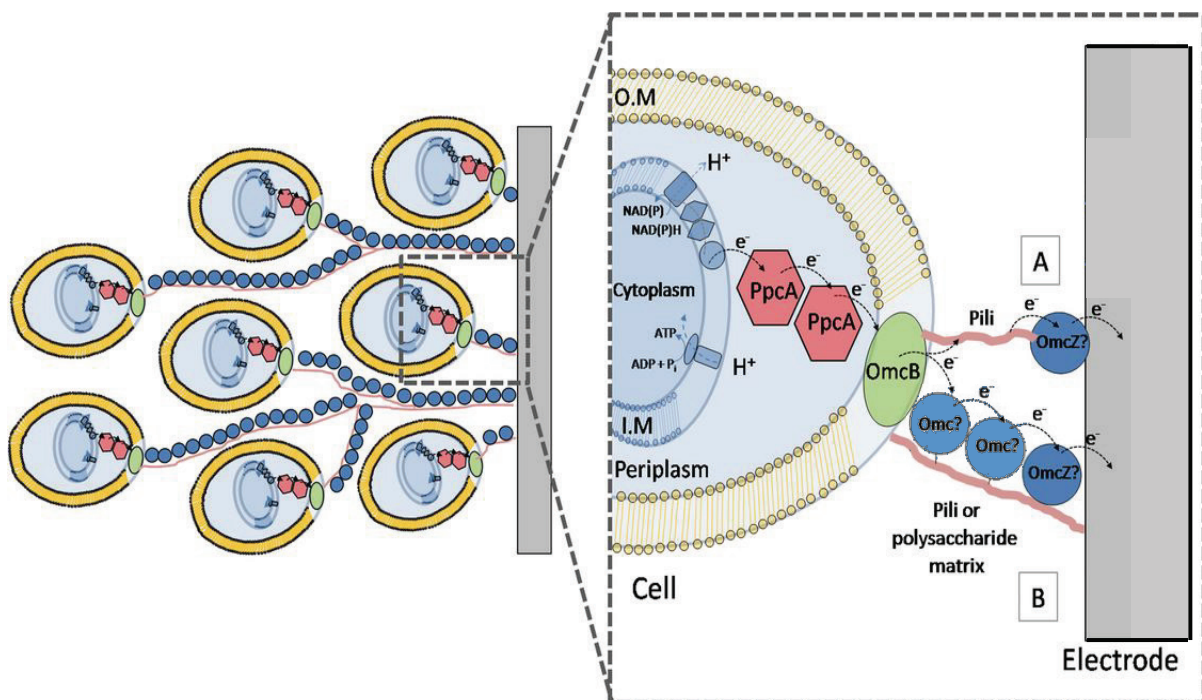 O.M
H⁺
NAD(P)
NAD(P)H
e⁻
e⁻
e⁻
PpcA
PpcA
Cytoplasm
ATP
ADP + Pi
H⁺
I.M
Periplasm
Cell
OmcB
A
Pili
e⁻
e⁻
OmcZ?
e⁻
e⁻
e⁻
e⁻
Omc?
Omc?
OmcZ?
Pili or
polysaccharide
matrix
B
Electrode